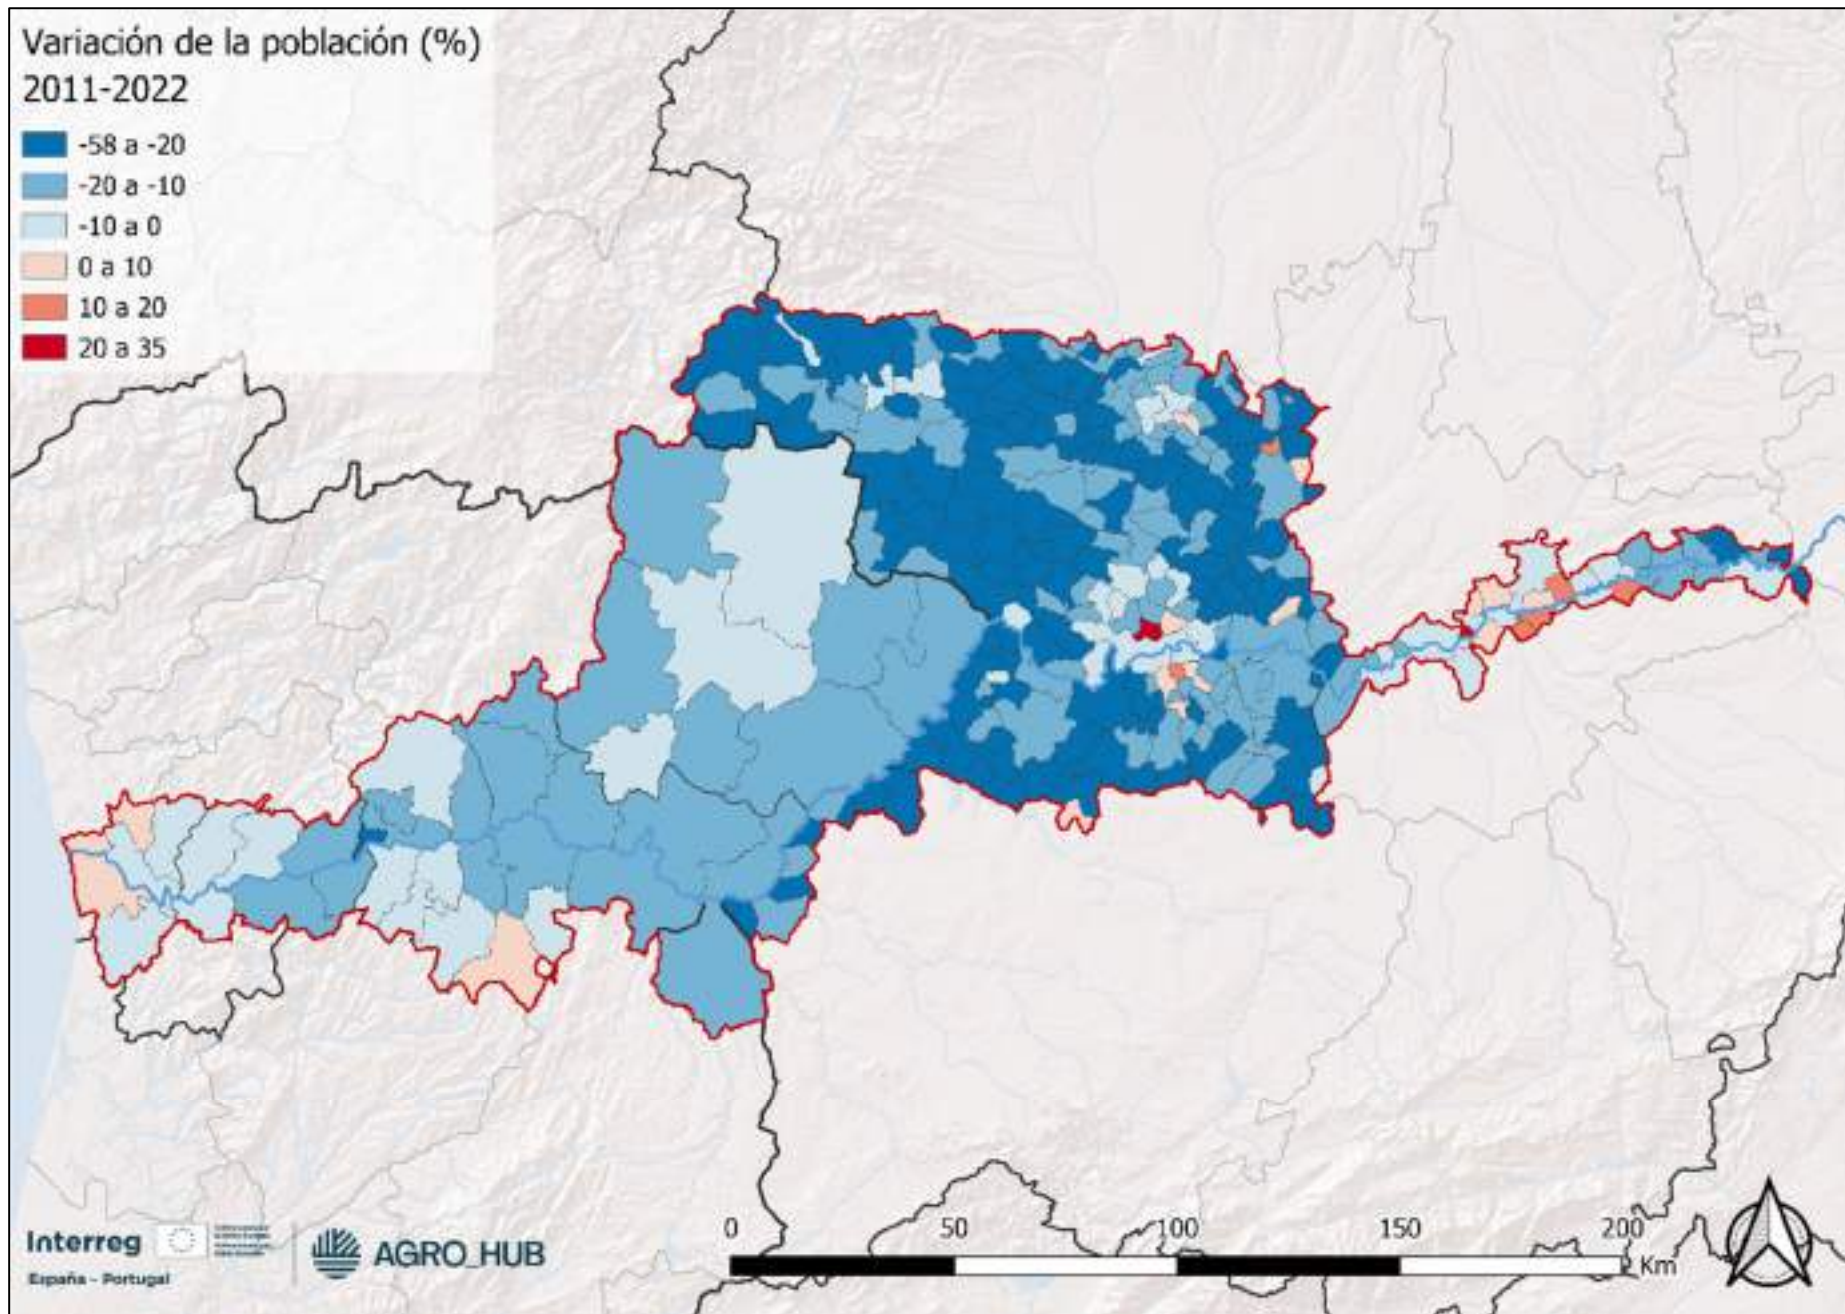 Variación de la población (%)
2011-2022
-58 a -20
-20 a -10
-10 a 0
0 a 10
10 a 20
20 a 35
0 50 100 150 200
Km
Interreg
España - Portugal
AGRO_HUB